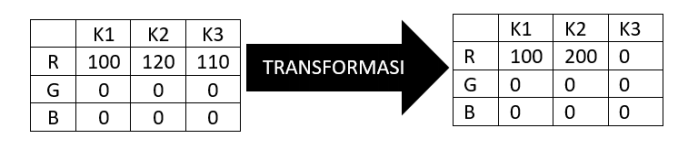 K1 K2 K3
R 100 120 110
G 0 0 0
B 0 0 0
TRANSFORMASI
K1 K2 K3
R 100 200 0
G 0 0 0
B 0 0 0